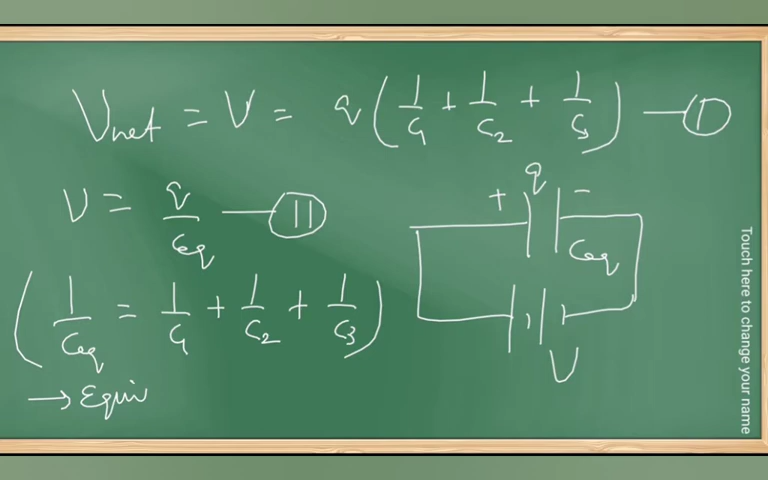 Vnet = V = q ( 1/C1 + 1/C2 + 1/C3 ) — I
V = q/Ceq — II
+ q −
Ceq
V
( 1/Ceq = 1/C1 + 1/C2 + 1/C3 )
→ Equi
Touch here to change your name